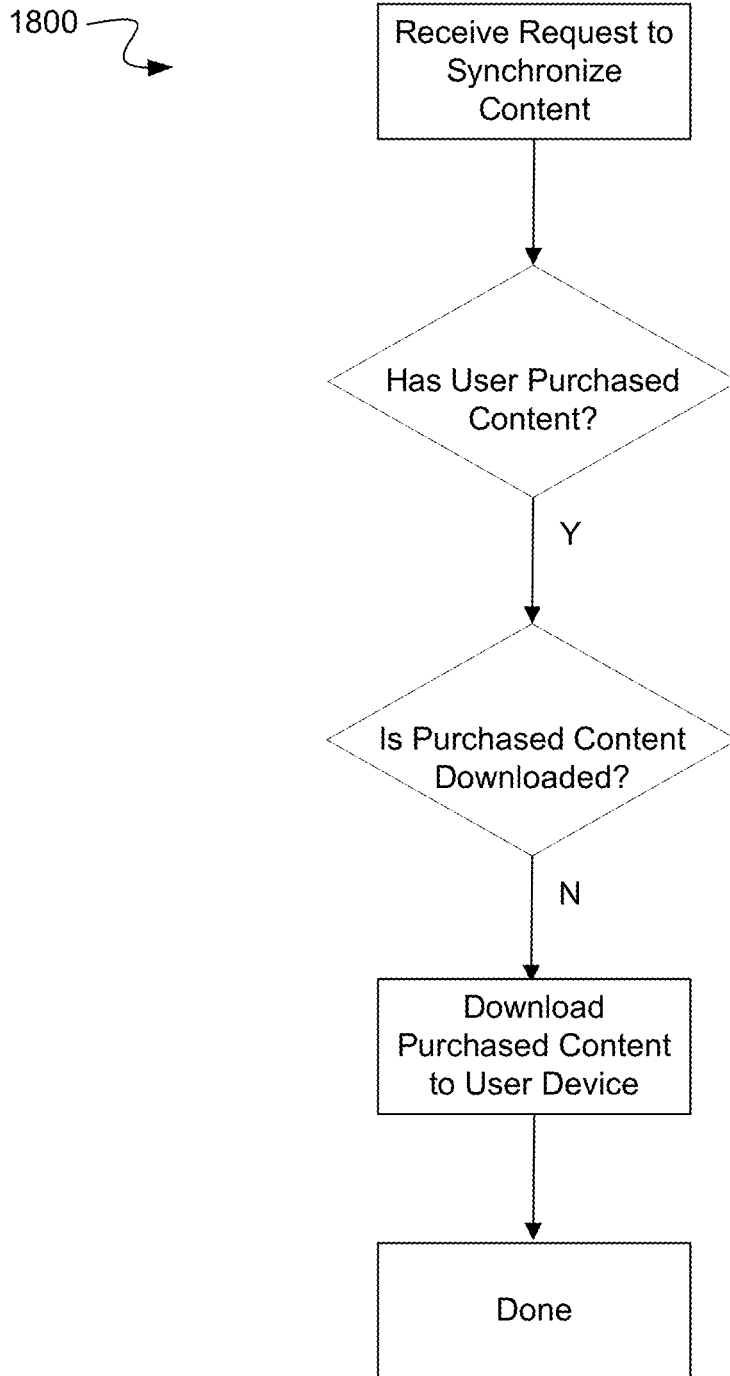 1800
Receive Request to
Synchronize
Content
Has User Purchased
Content?
Y
Is Purchased Content
Downloaded?
N
Download
Purchased Content
to User Device
Done